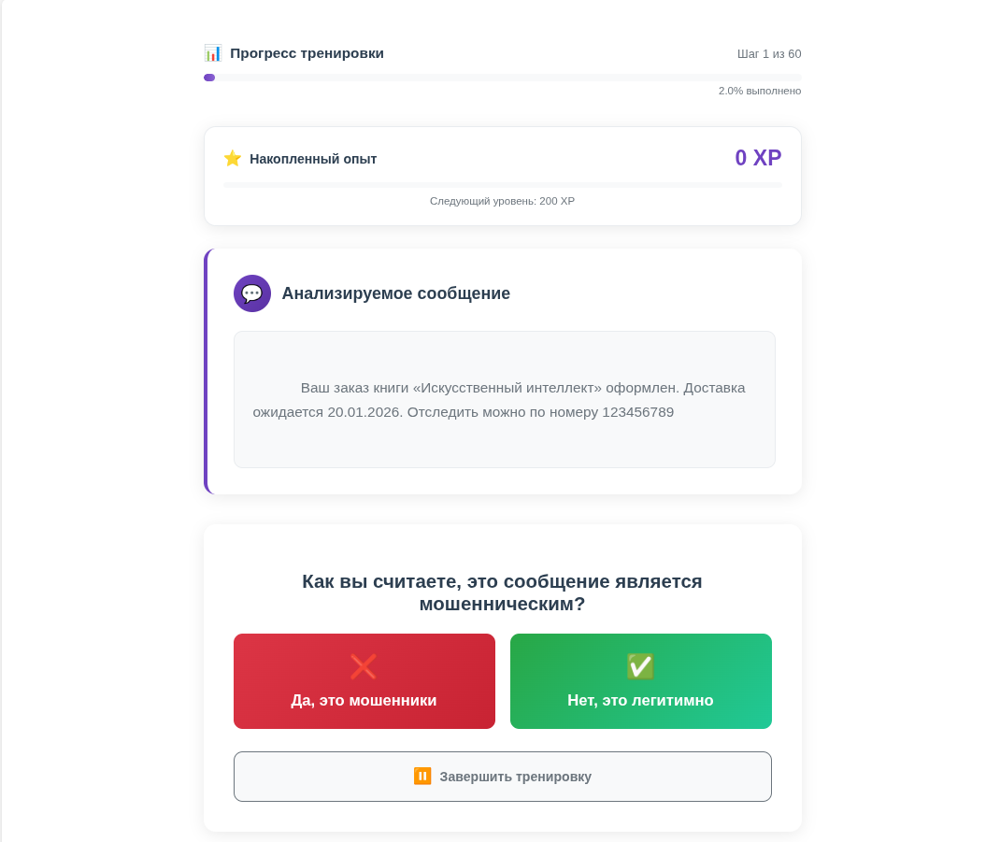 Прогресс тренировки
Шаг 1 из 60
2.0% выполнено
Накопленный опыт
0 XP
Следующий уровень: 200 XP
Анализируемое сообщение
Ваш заказ книги «Искусственный интеллект» оформлен. Доставка
ожидается 20.01.2026. Отследить можно по номеру 123456789
Как вы считаете, это сообщение является
мошенническим?
Да, это мошенники
Нет, это легитимно
Завершить тренировку